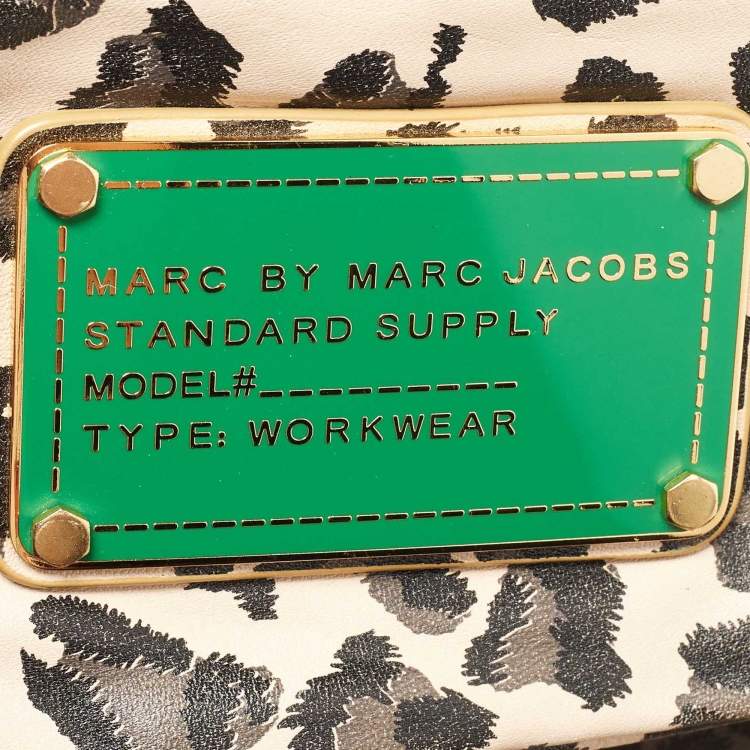 MARC BY MARC JACOBS
STANDARD SUPPLY
MODEL#__________
TYPE: WORKWEAR